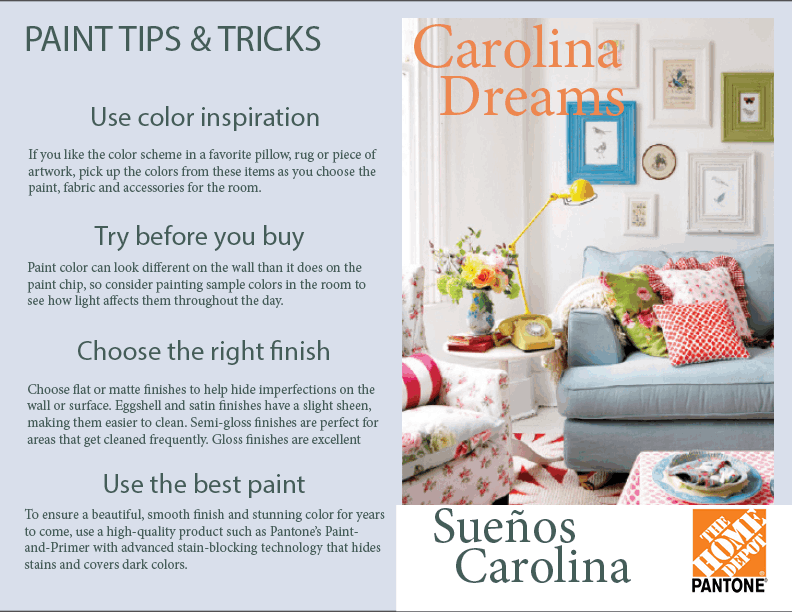 PAINT TIPS & TRICKS
Use color inspiration
If you like the color scheme in a favorite pillow, rug or piece of
artwork, pick up the colors from these items as you choose the
paint, fabric and accessories for the room.
Try before you buy
Paint color can look different on the wall than it does on the
paint chip, so consider painting sample colors in the room to
see how light affects them throughout the day.
Choose the right finish
Choose flat or matte finishes to help hide imperfections on the
wall or surface. Eggshell and satin finishes have a slight sheen,
making them easier to clean. Semi-gloss finishes are perfect for
areas that get cleaned frequently. Gloss finishes are excellent
Use the best paint
To ensure a beautiful, smooth finish and stunning color for years
to come, use a high-quality product such as Pantone's Paint-
and-Primer with advanced stain-blocking technology that hides
stains and covers dark colors.
Carolina
Dreams
Sueños
Carolina
THE
HOME
DEPOT
PANTONE®